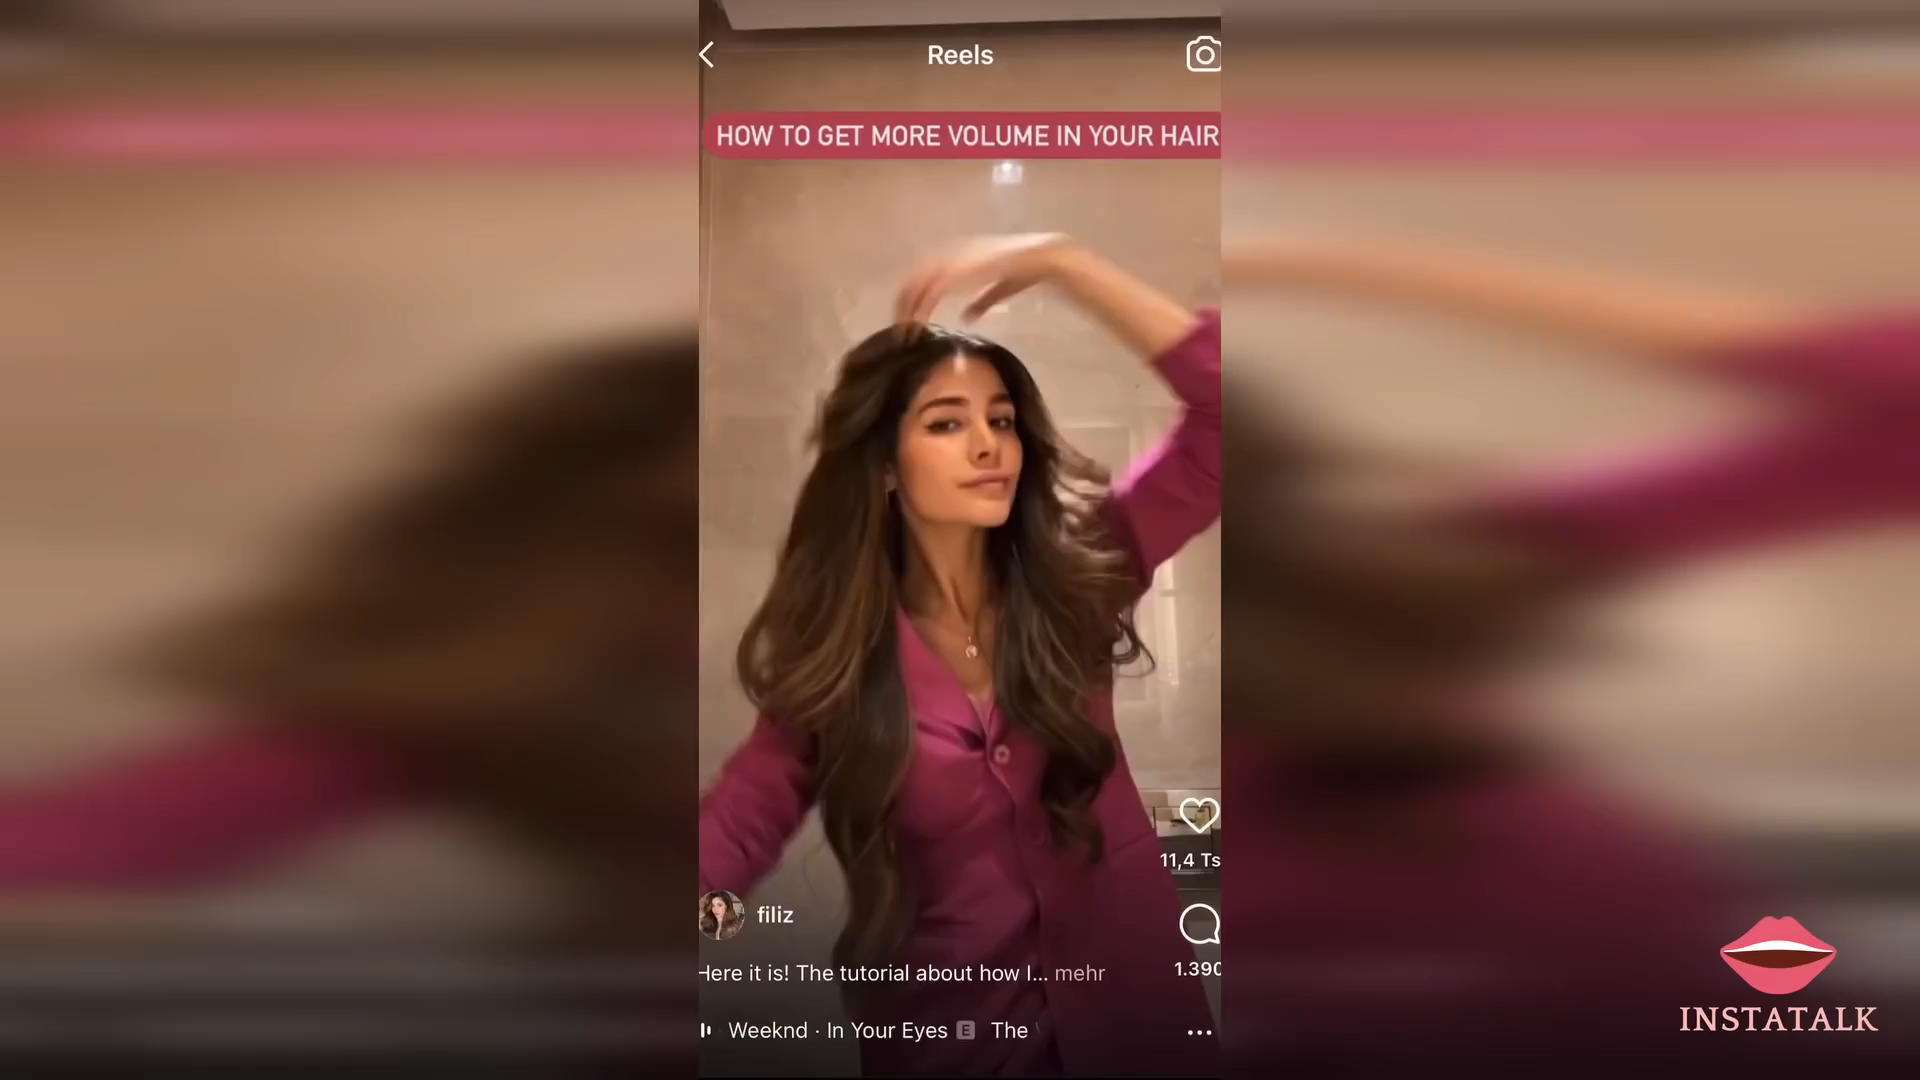 Reels
HOW TO GET MORE VOLUME IN YOUR HAIR
11,4 Ts
filiz
Here it is! The tutorial about how I... mehr
1.390
Weeknd · In Your Eyes E The
INSTATALK